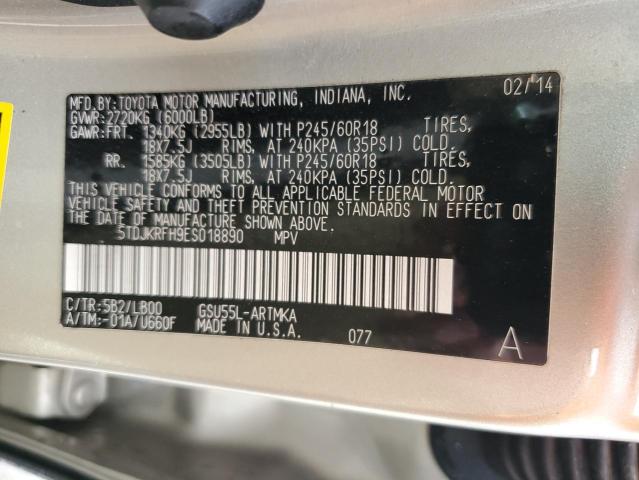 MFD. BY: TOYOTA MOTOR MANUFACTURING, INDIANA, INC. 02/14
GVWR: 2720KG (6000LB)
GAWR: FRT. 1340KG (2955LB) WITH P245/60R18 TIRES,
18X7.5J RIMS, AT 240KPA (35PSI) COLD.
RR. 1585KG (3505LB) WITH P245/60R18 TIRES,
18X7.5J RIMS, AT 240KPA (35PSI) COLD.
THIS VEHICLE CONFORMS TO ALL APPLICABLE FEDERAL MOTOR
VEHICLE SAFETY AND THEFT PREVENTION STANDARDS IN EFFECT ON
THE DATE OF MANUFACTURE SHOWN ABOVE.
5TDJKRFH9ES018890 MPV
C/TR: 5B2/LB00 GSU55L-ARTMKA
A/TM: -01A/U660F MADE IN U.S.A. 077 A